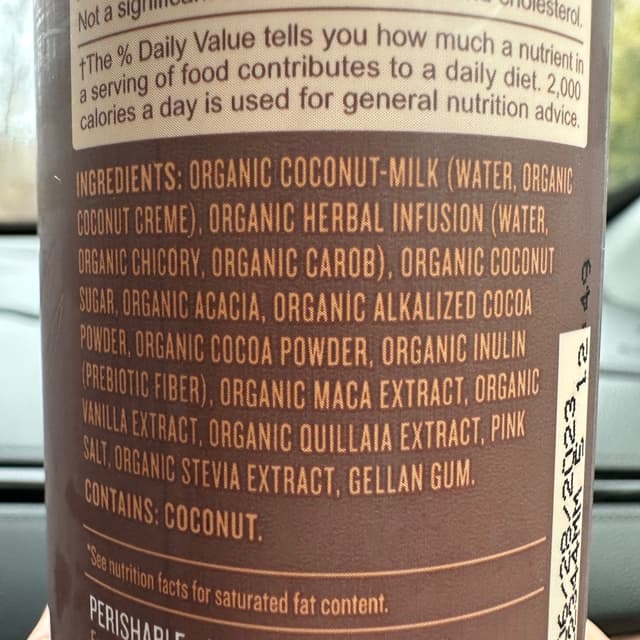 Not a significant
cholesterol.
†The % Daily Value tells you how much a nutrient in
a serving of food contributes to a daily diet. 2,000
calories a day is used for general nutrition advice.
INGREDIENTS: ORGANIC COCONUT-MILK (WATER, ORGANIC
COCONUT CREME), ORGANIC HERBAL INFUSION (WATER,
ORGANIC CHICORY, ORGANIC CAROB), ORGANIC COCONUT
SUGAR, ORGANIC ACACIA, ORGANIC ALKALIZED COCOA
POWDER, ORGANIC COCOA POWDER, ORGANIC INULIN
(PREBIOTIC FIBER), ORGANIC MACA EXTRACT, ORGANIC
VANILLA EXTRACT, ORGANIC QUILLAIA EXTRACT, PINK
SALT, ORGANIC STEVIA EXTRACT, GELLAN GUM.
CONTAINS: COCONUT.
*See nutrition facts for saturated fat content.
PERISHABLE